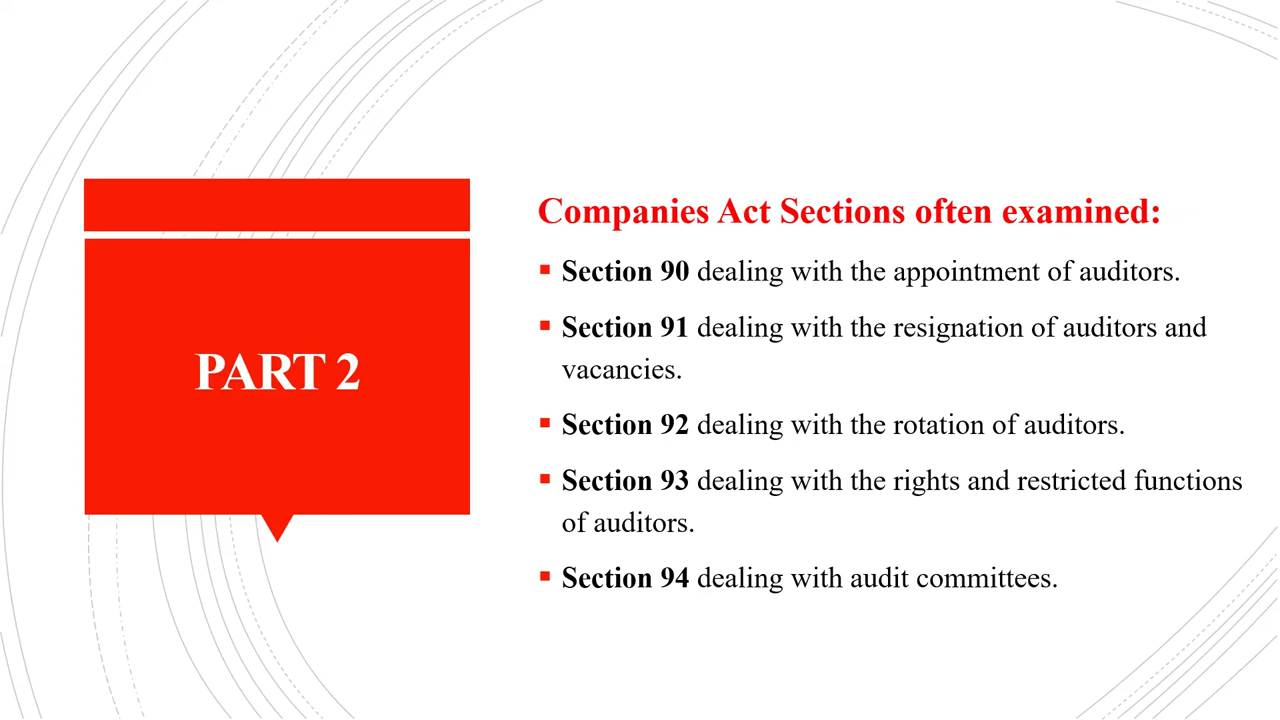 PART 2
Companies Act Sections often examined:
▪ Section 90 dealing with the appointment of auditors.
▪ Section 91 dealing with the resignation of auditors and
vacancies.
▪ Section 92 dealing with the rotation of auditors.
▪ Section 93 dealing with the rights and restricted functions
of auditors.
▪ Section 94 dealing with audit committees.